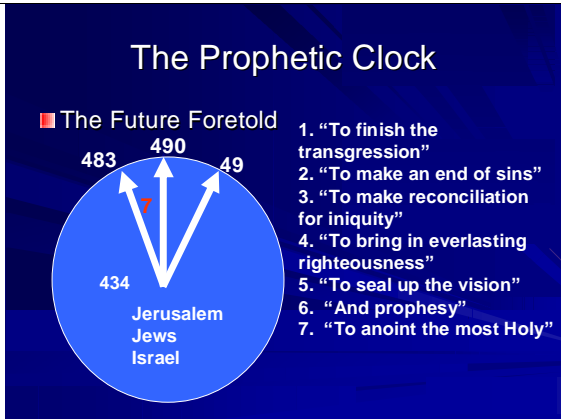 The Prophetic Clock
The Future Foretold
490
483
49
7
434
Jerusalem
Jews
Israel
1. “To finish the
transgression”
2. “To make an end of sins”
3. “To make reconciliation
for iniquity”
4. “To bring in everlasting
righteousness”
5. “To seal up the vision”
6.  “And prophesy”
7.  “To anoint the most Holy”